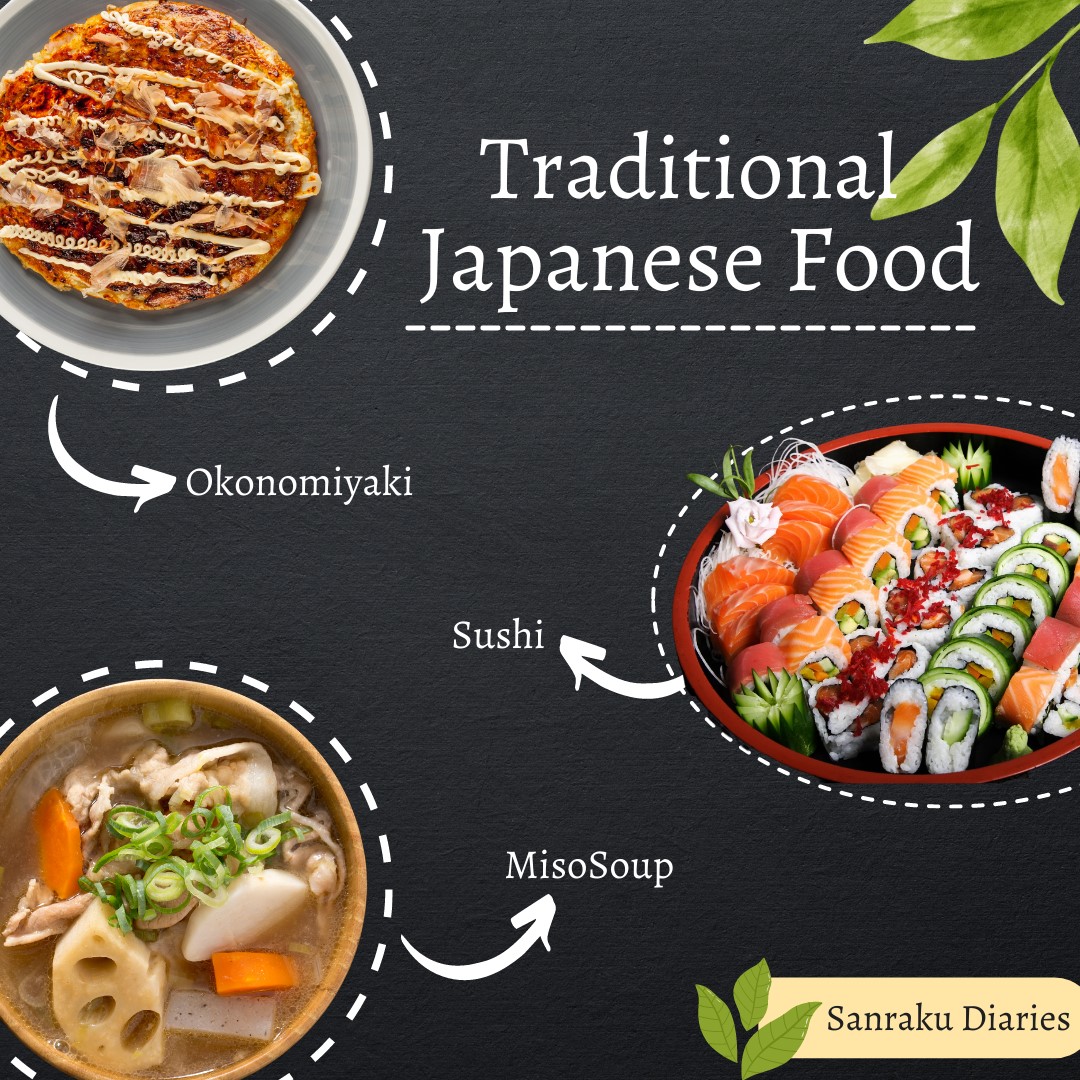 Traditional
Japanese Food
Okonomiyaki
Sushi
MisoSoup
Sanraku Diaries